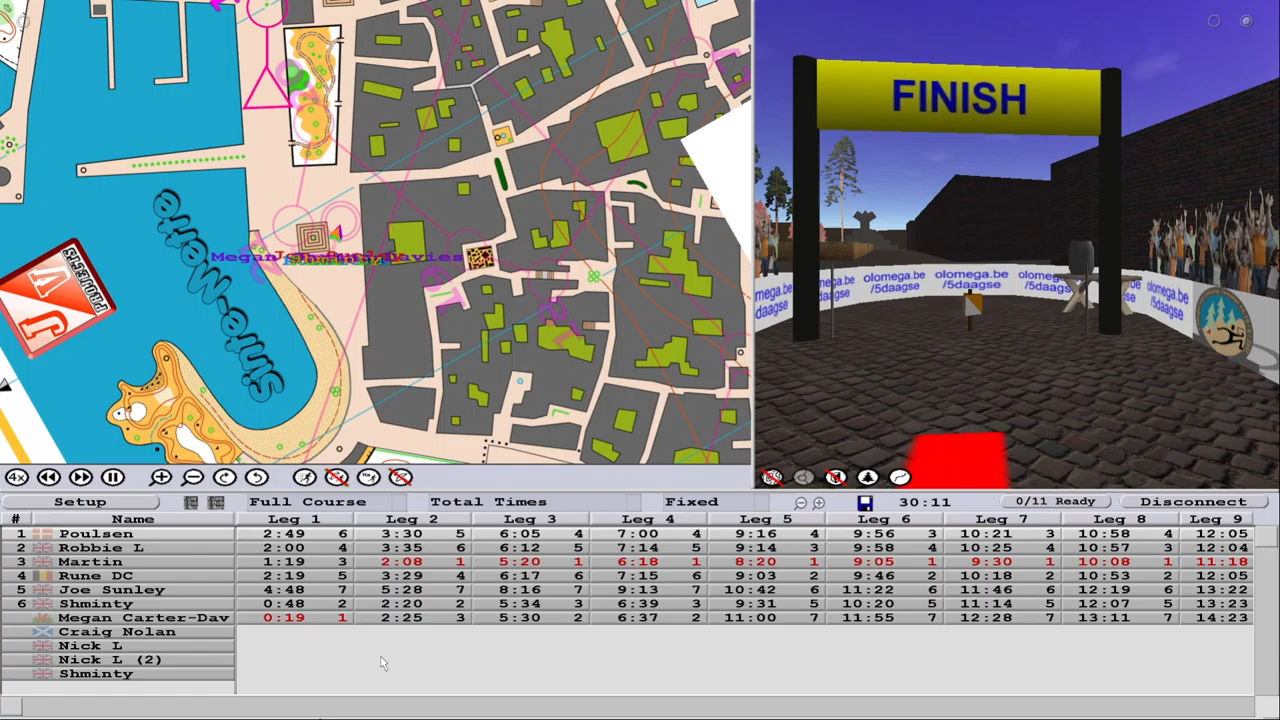 FINISH
olomega.be olomega.be olomega.be
/5daagse /5daagse /5daagse
Sinte-Mette
PRODUCTS
4x
Setup Full Course Total Times Fixed 30:11 0/11 Ready Disconnect
# Name Leg 1 Leg 2 Leg 3 Leg 4 Leg 5 Leg 6 Leg 7 Leg 8 Leg 9
1 Poulsen 2:49 6 3:30 5 6:05 4 7:00 4 9:16 4 9:56 3 10:21 3 10:58 4 12:05
2 Robbie L 2:00 4 3:35 6 6:12 5 7:14 5 9:14 3 9:58 4 10:25 4 10:57 3 12:04
3 Martin 1:19 3 2:08 1 5:20 1 6:18 1 8:20 1 9:05 1 9:30 1 10:08 1 11:18
4 Rune DC 2:19 5 3:29 4 6:17 6 7:15 6 9:03 2 9:46 2 10:18 2 10:53 2 12:05
5 Joe Sunley 4:48 7 5:28 7 8:16 7 9:13 7 10:42 6 11:22 6 11:46 6 12:19 6 13:22
6 Shminty 0:48 2 2:20 2 5:34 3 6:39 3 9:31 5 10:20 5 11:14 5 12:07 5 13:23
Megan Carter-Dav 0:19 1 2:25 3 5:30 2 6:37 2 11:00 7 11:55 7 12:28 7 13:11 7 14:23
Craig Nolan
Nick L
Nick L (2)
Shminty